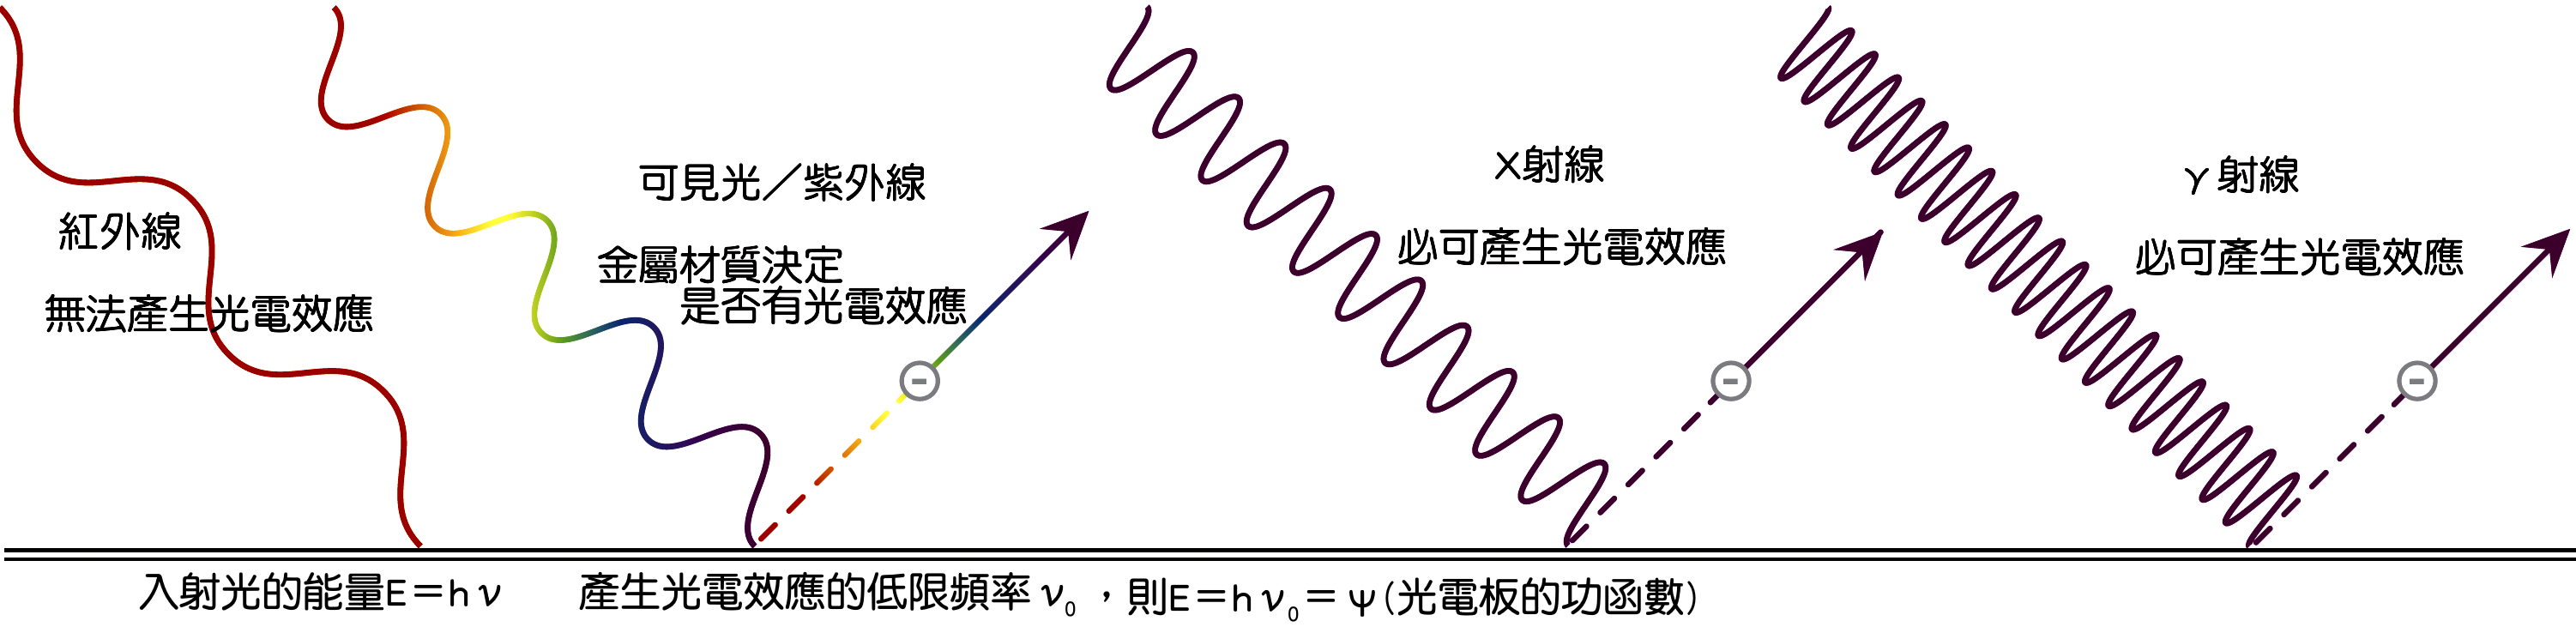 紅外線
無法產生光電效應
可見光／紫外線
金屬材質決定
是否有光電效應
X射線
必可產生光電效應
γ射線
必可產生光電效應
-
-
-
入射光的能量E＝hν
產生光電效應的低限頻率ν₀，則E＝hν₀＝ψ(光電板的功函數)